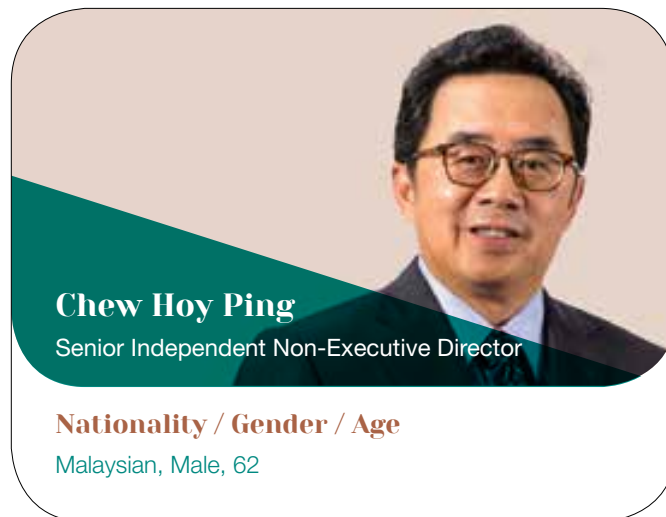 Chew Hoy Ping
Senior Independent Non-Executive Director
Nationality / Gender / Age
Malaysian, Male, 62